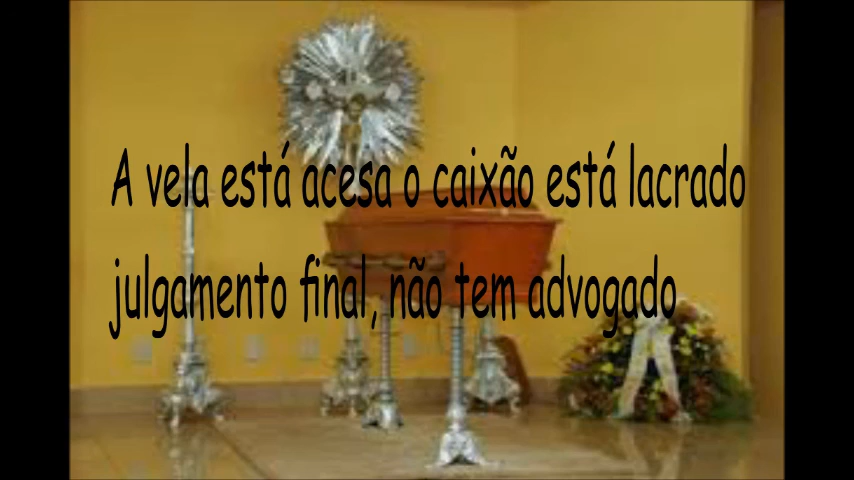 A vela está acesa o caixão está lacrado
julgamento final, não tem advogado